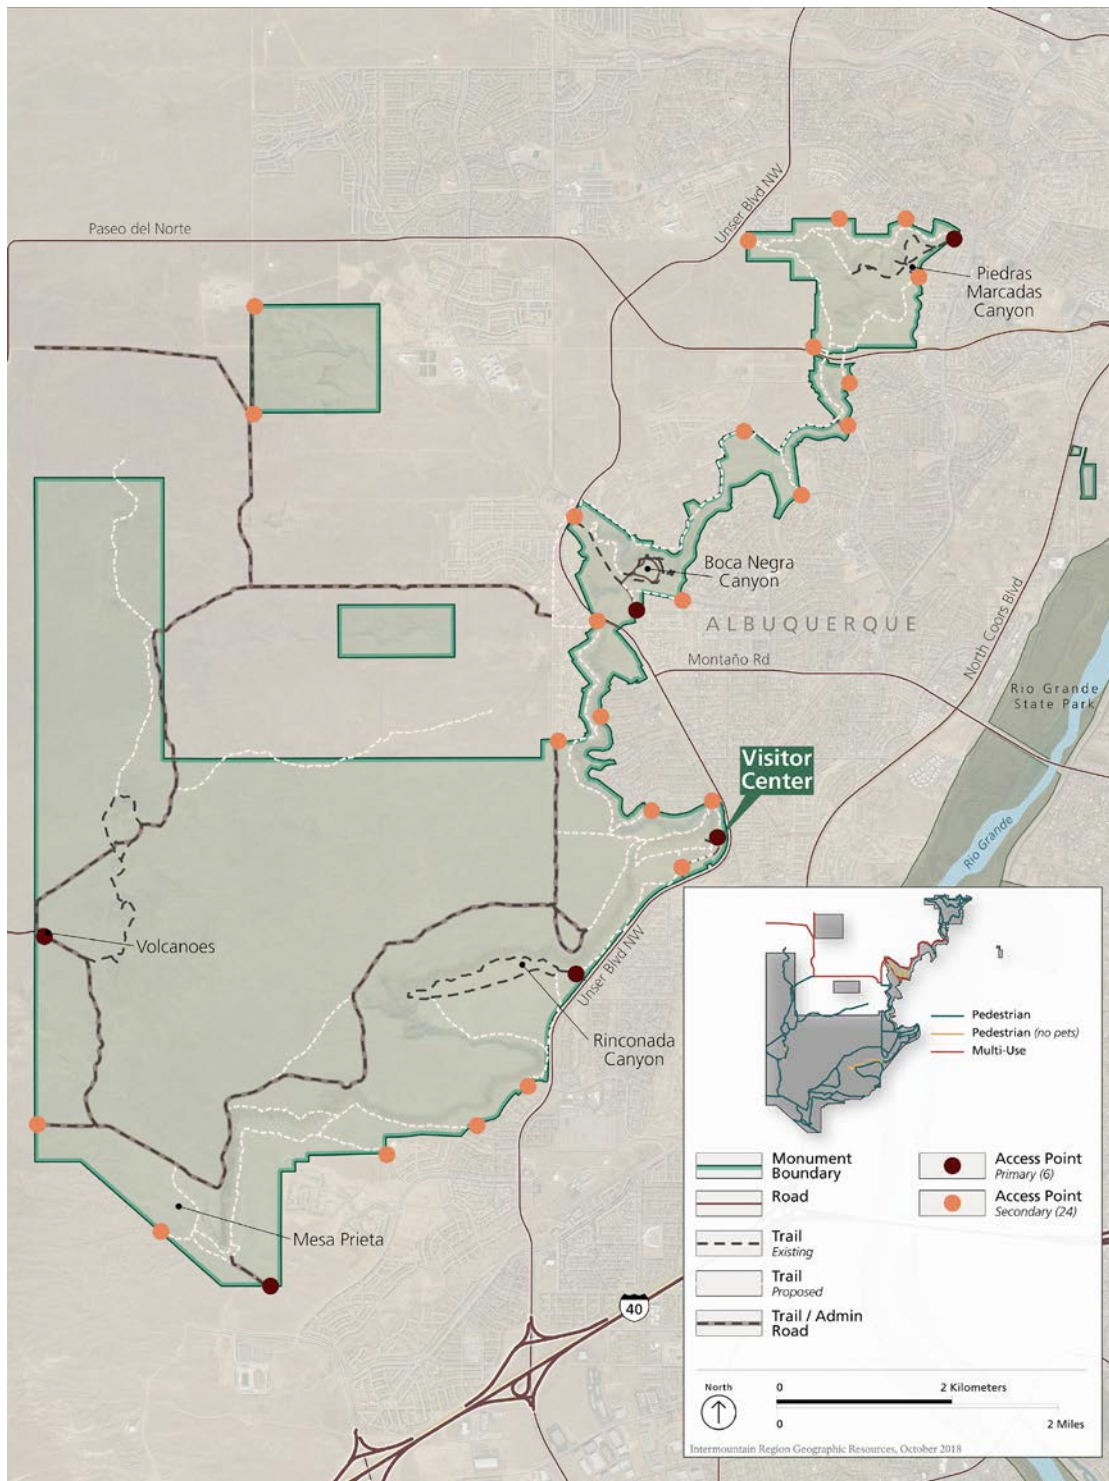 Unser Blvd NW
Paseo del Norte
Piedras
Marcadas
Canyon
Boca Negra
Canyon
ALBUQUERQUE
North Coors Blvd
Montaño Rd
Rio Grande
State Park
Visitor
Center
Rio Grande
Volcanoes
Unser Blvd NW
Rinconada
Canyon
Mesa Prieta
40
Pedestrian
Pedestrian (no pets)
Multi-Use
Monument
Boundary
Road
Trail
Existing
Trail
Proposed
Trail / Admin
Road
Access Point
Primary (6)
Access Point
Secondary (24)
North
0 2 Kilometers
0 2 Miles
Intermountain Region Geographic Resources, October 2018